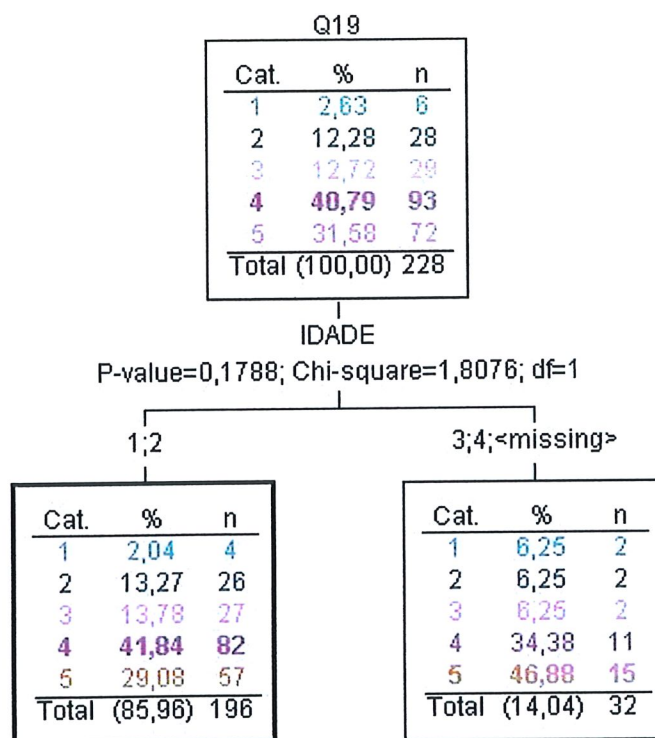 Q19
Cat. % n
1 2,63 6
2 12,28 28
3 12,72 29
4 40,79 93
5 31,58 72
Total (100,00) 228
IDADE
P-value=0,1788; Chi-square=1,8076; df=1
1;2
Cat. % n
1 2,04 4
2 13,27 26
3 13,78 27
4 41,84 82
5 29,08 57
Total (85,96) 196
3;4;<missing>
Cat. % n
1 6,25 2
2 6,25 2
3 6,25 2
4 34,38 11
5 46,88 15
Total (14,04) 32